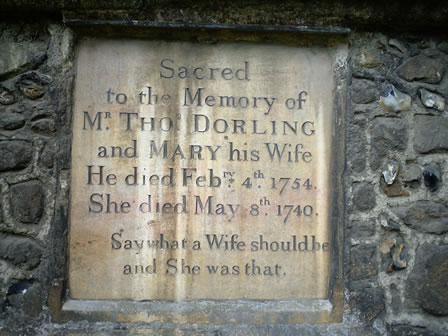 Sacred
to the Memory of
Mʳ. Thoˢ. DORLING
and MARY his Wife
He died Febʳʸ. 4ᵗʰ. 1754.
She died May 8ᵗʰ. 1740.
Say what a Wife should be
and She was that.